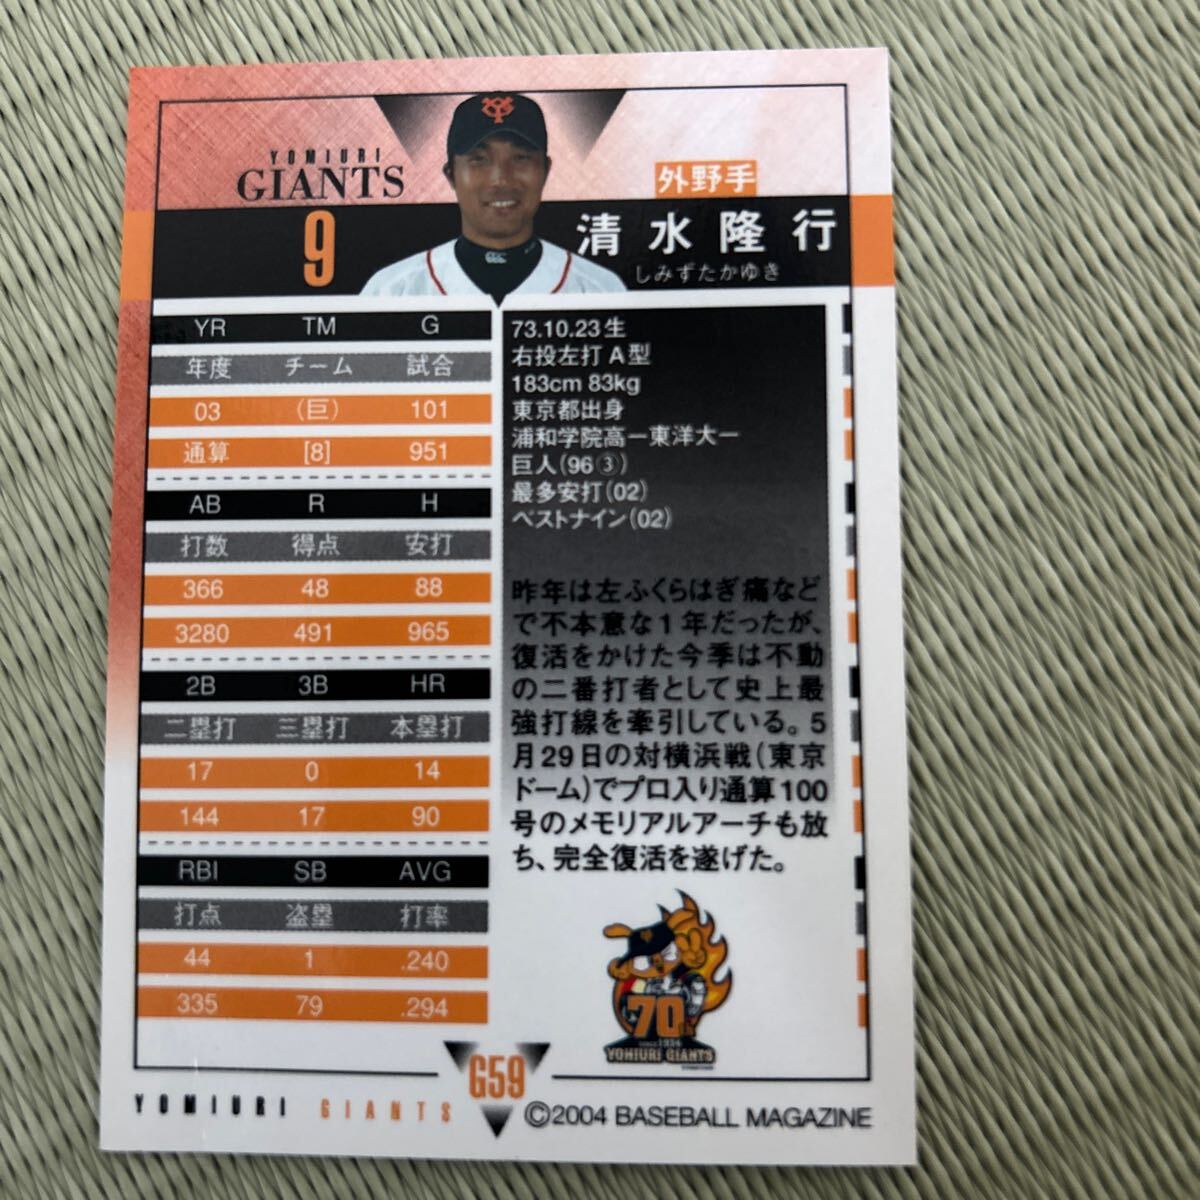 YOMIURI
GIANTS
9
外野手
清水隆行
しみずたかゆき
YR TM G
年度 チーム 試合
03 (巨) 101
通算 [8] 951
AB R H
打数 得点 安打
366 48 88
3280 491 965
2B 3B HR
二塁打 三塁打 本塁打
17 0 14
144 17 90
RBI SB AVG
打点 盗塁 打率
44 1 .240
335 79 .294
73.10.23生
右投左打 A型
183cm 83kg
東京都出身
浦和学院高ー東洋大ー
巨人(96③)
最多安打(02)
ベストナイン(02)
昨年は左ふくらはぎ痛など
で不本意な1年だったが、
復活をかけた今季は不動
の二番打者として史上最
強打線を牽引している。5
月29日の対横浜戦(東京
ドーム)でプロ入り通算100
号のメモリアルアーチも放
ち、完全復活を遂げた。
70th
SINCE 1934
YOMIURI GIANTS
G59
YOMIURI GIANTS
©2004 BASEBALL MAGAZINE